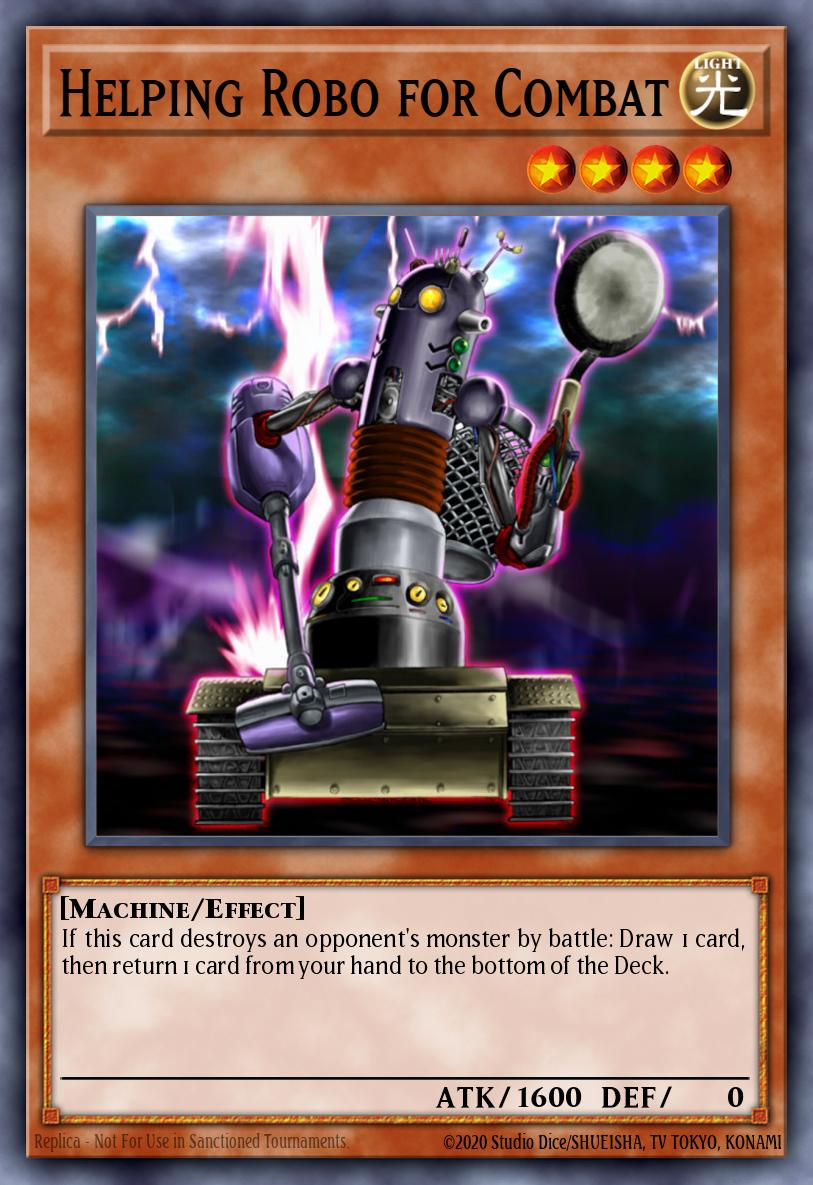 HELPING ROBO FOR COMBAT
LIGHT
光
[MACHINE/EFFECT]
If this card destroys an opponent's monster by battle: Draw 1 card,
then return 1 card from your hand to the bottom of the Deck.
ATK/1600 DEF/ 0
Replica - Not For Use in Sanctioned Tournaments.
©2020 Studio Dice/SHUEISHA, TV TOKYO, KONAMI